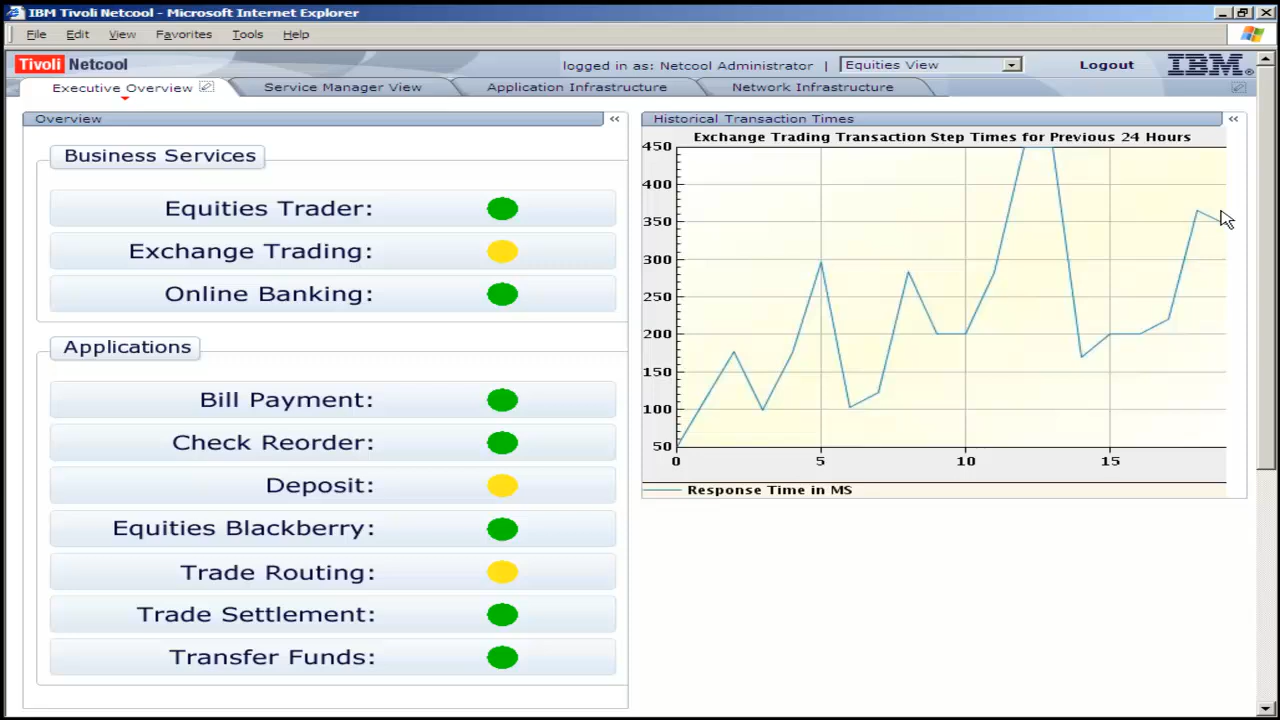 IBM Tivoli Netcool - Microsoft Internet Explorer
File Edit View Favorites Tools Help
Tivoli Netcool
logged in as: Netcool Administrator | Equities View Logout IBM®
Executive Overview Service Manager View Application Infrastructure Network Infrastructure
Overview
Business Services
Equities Trader:
Exchange Trading:
Online Banking:
Applications
Bill Payment:
Check Reorder:
Deposit:
Equities Blackberry:
Trade Routing:
Trade Settlement:
Transfer Funds:
Historical Transaction Times
Exchange Trading Transaction Step Times for Previous 24 Hours
450
400
350
300
250
200
150
100
50
0 5 10 15
Response Time in MS